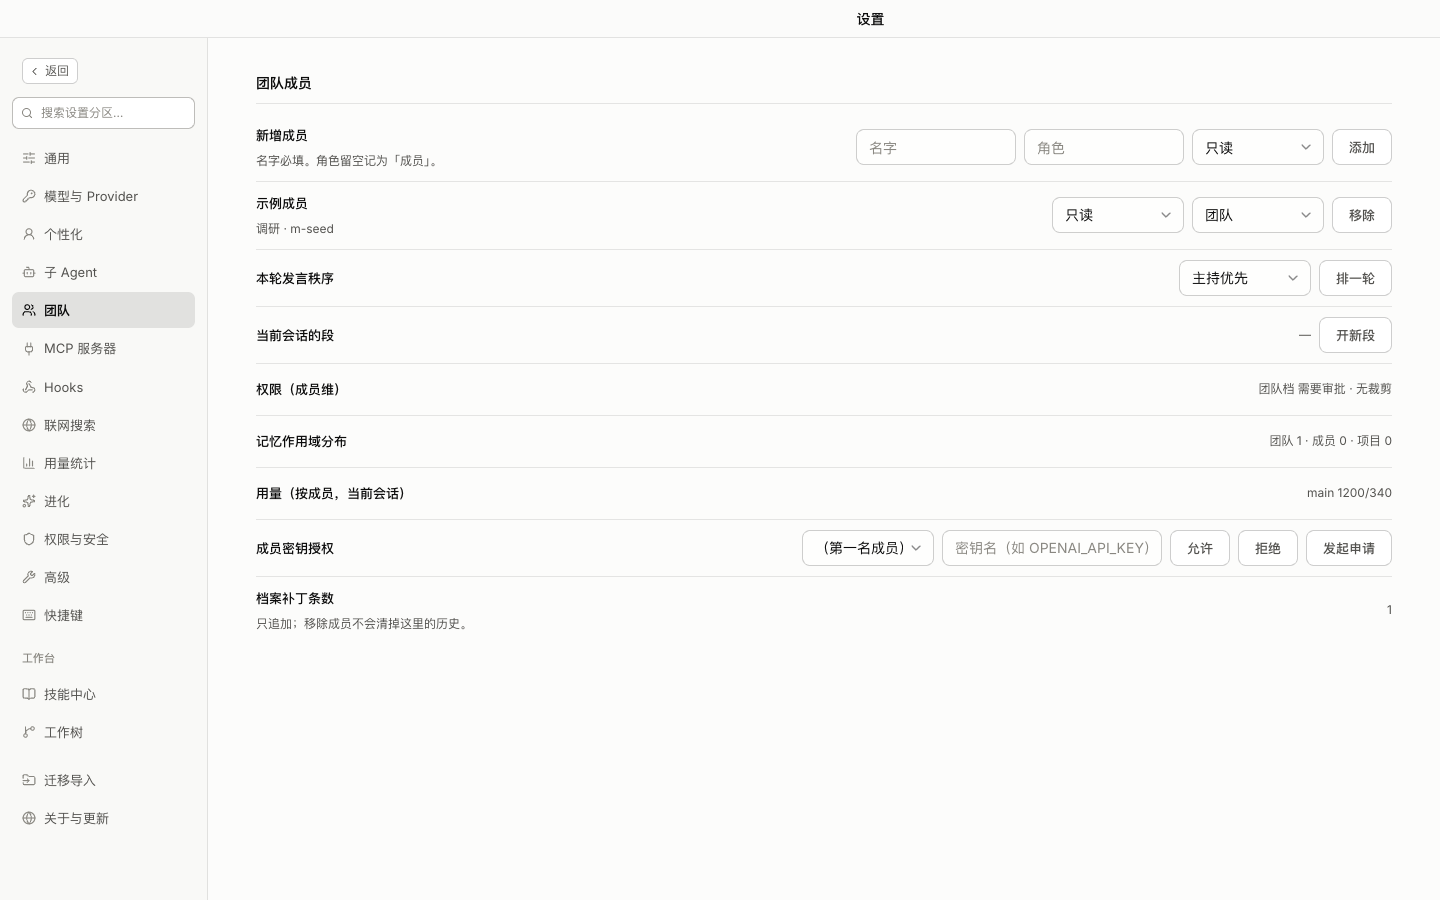 设置
返回
搜索设置分区...
通用
模型与 Provider
个性化
子 Agent
团队
MCP 服务器
Hooks
联网搜索
用量统计
进化
权限与安全
高级
快捷键
工作台
技能中心
工作树
迁移导入
关于与更新
团队成员
新增成员
名字必填。角色留空记为「成员」。
名字 角色 只读 添加
示例成员
调研 · m-seed
只读 团队 移除
本轮发言秩序 主持优先 排一轮
当前会话的段 — 开新段
权限（成员维） 团队档 需要审批 · 无裁剪
记忆作用域分布 团队 1 · 成员 0 · 项目 0
用量（按成员，当前会话） main 1200/340
成员密钥授权 （第一名成员） 密钥名（如 OPENAI_API_KEY） 允许 拒绝 发起申请
档案补丁条数
只追加；移除成员不会清掉这里的历史。
1